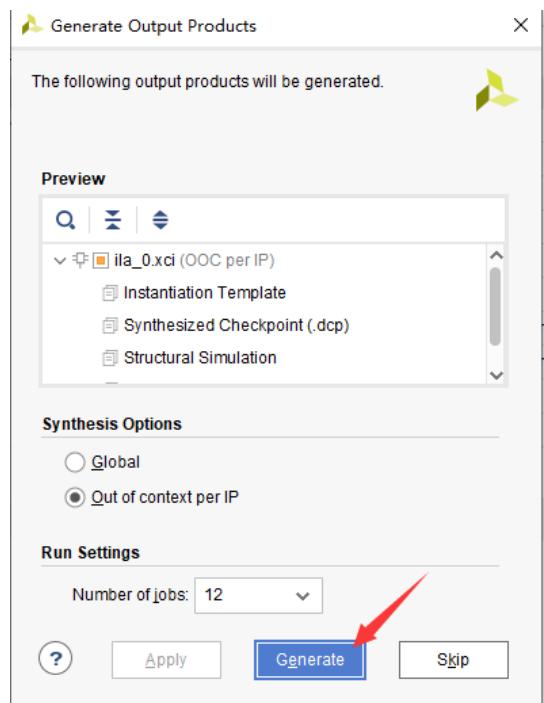 Generate Output Products
The following output products will be generated.
Preview
ila_0.xci (OOC per IP)
Instantiation Template
Synthesized Checkpoint (.dcp)
Structural Simulation
Synthesis Options
Global
Out of context per IP
Run Settings
Number of jobs: 12
? Apply Generate Skip